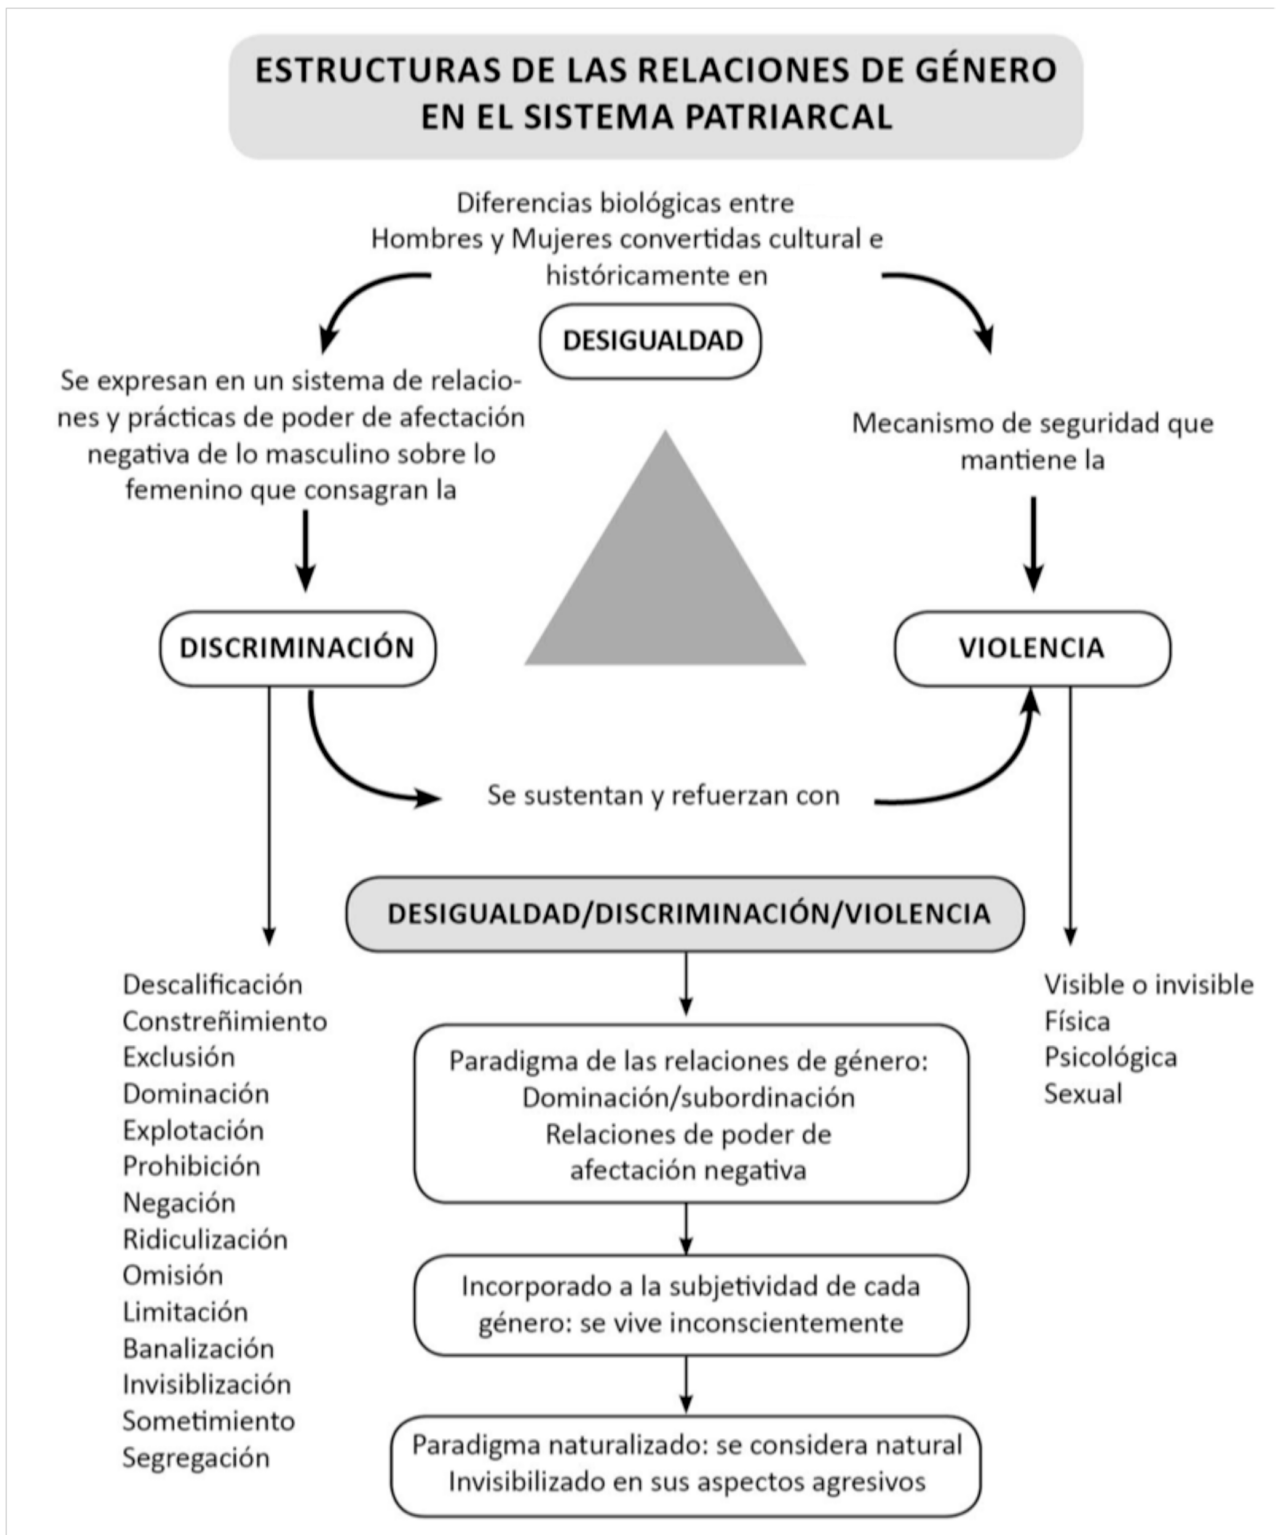 ESTRUCTURAS DE LAS RELACIONES DE GÉNERO
EN EL SISTEMA PATRIARCAL
Diferencias biológicas entre
Hombres y Mujeres convertidas cultural e
históricamente en
DESIGUALDAD
Se expresan en un sistema de relacio-
nes y prácticas de poder de afectación
negativa de lo masculino sobre lo
femenino que consagran la
DISCRIMINACIÓN
Mecanismo de seguridad que
mantiene la
VIOLENCIA
Se sustentan y refuerzan con
DESIGUALDAD/DISCRIMINACIÓN/VIOLENCIA
Descalificación
Constreñimiento
Exclusión
Dominación
Explotación
Prohibición
Negación
Ridiculización
Omisión
Limitación
Banalización
Invisiblización
Sometimiento
Segregación
Paradigma de las relaciones de género:
Dominación/subordinación
Relaciones de poder de
afectación negativa
Incorporado a la subjetividad de cada
género: se vive inconscientemente
Paradigma naturalizado: se considera natural
Invisibilizado en sus aspectos agresivos
Visible o invisible
Física
Psicológica
Sexual